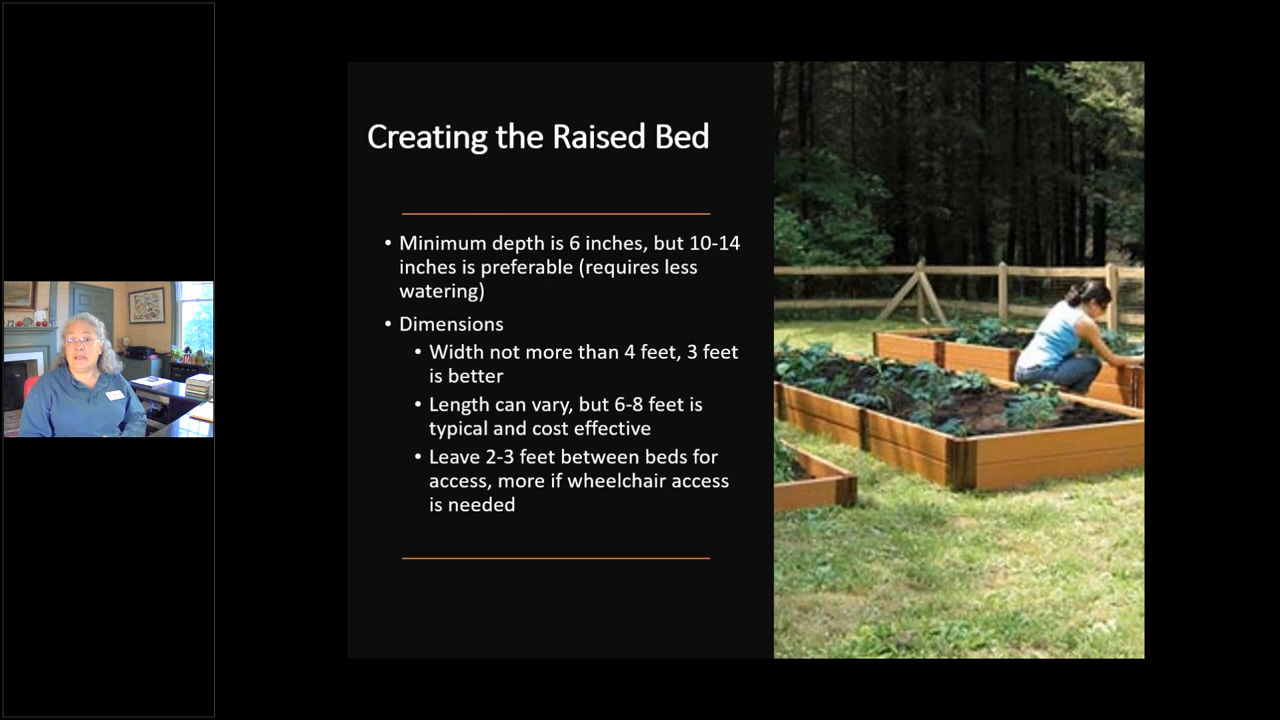 Creating the Raised Bed
• Minimum depth is 6 inches, but 10-14
inches is preferable (requires less
watering)
• Dimensions
• Width not more than 4 feet, 3 feet
is better
• Length can vary, but 6-8 feet is
typical and cost effective
• Leave 2-3 feet between beds for
access, more if wheelchair access
is needed